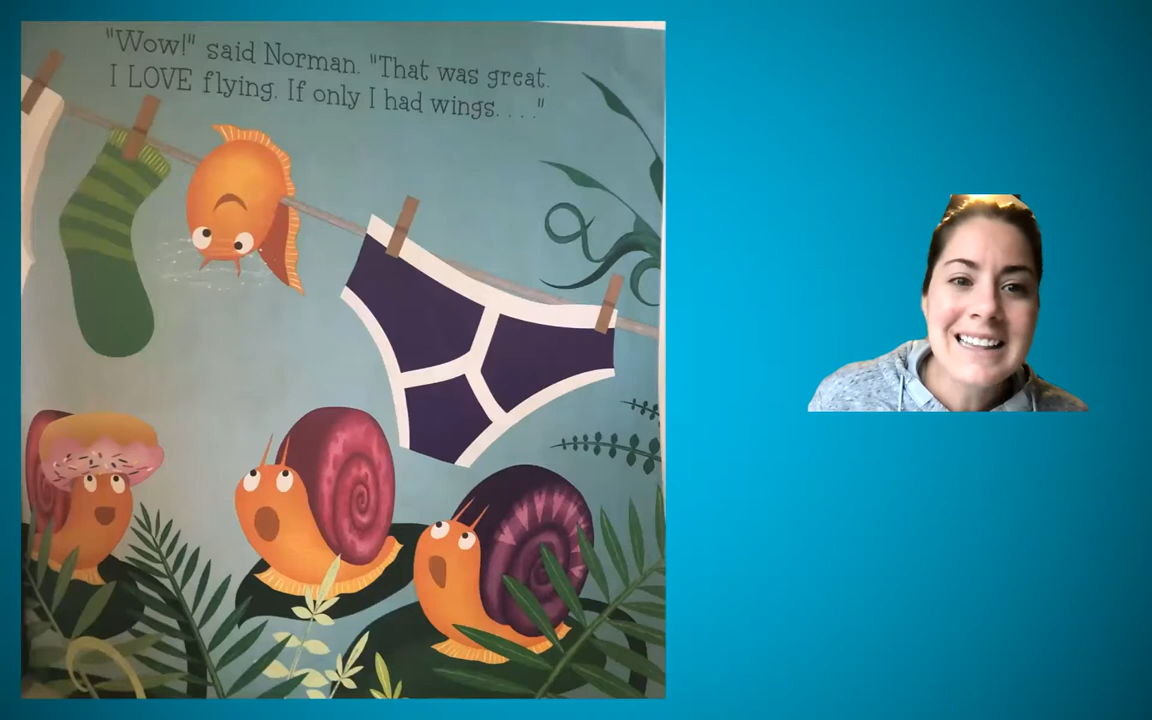 "Wow!" said Norman. "That was great.
I LOVE flying. If only I had wings. . . ."